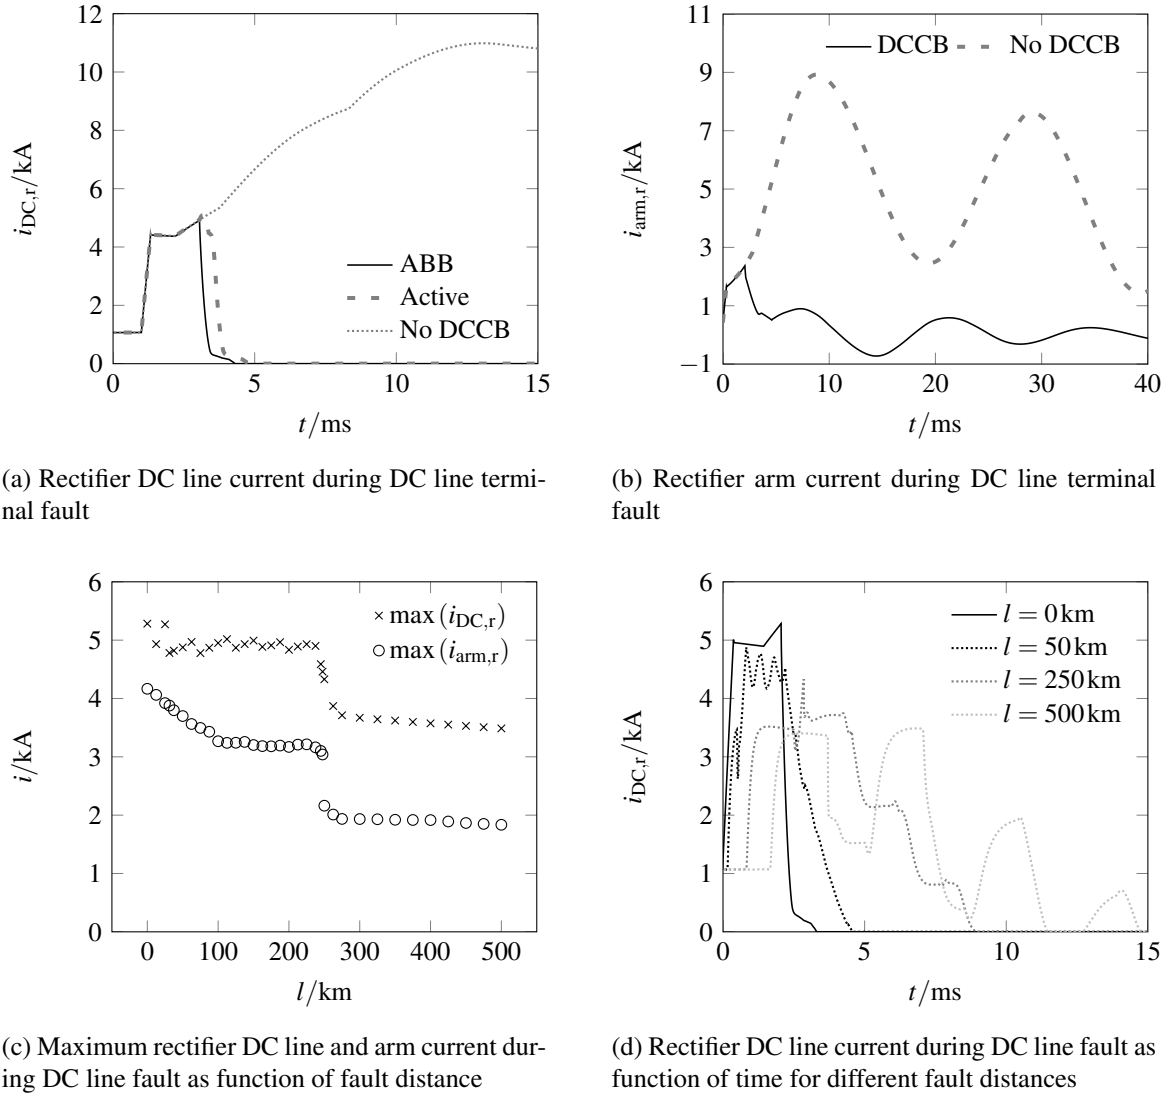 12
10
8
6
4
2
0
i_DC,r/kA
ABB
Active
No DCCB
0 5 10 15
t/ms
(a) Rectifier DC line current during DC line termi-
nal fault
11
9
7
5
3
1
−1
i_arm,r/kA
DCCB No DCCB
0 10 20 30 40
t/ms
(b) Rectifier arm current during DC line terminal
fault
6
5
4
3
2
1
0
i/kA
max (i_DC,r)
max (i_arm,r)
0 100 200 300 400 500
l/km
(c) Maximum rectifier DC line and arm current dur-
ing DC line fault as function of fault distance
6
5
4
3
2
1
0
i_DC,r/kA
l = 0 km
l = 50 km
l = 250 km
l = 500 km
0 5 10 15
t/ms
(d) Rectifier DC line current during DC line fault as
function of time for different fault distances